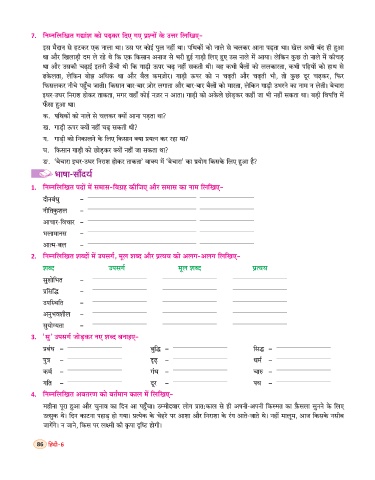 7. निम्नलिखित गद्यांश को पढ़कर दिए गए प्रश्नों के उत्तर लिखिए-
इस मैदान से हटकर एक नाला था। उस पर कोई पुल नहीं था। पथिकों को नाले से चलकर आना पड़ता था। खेल अभी बंद ही हुआ
था और खिलाड़ी दम ले रहे थे कि एक किसान अनाज से भरी हुई गाड़ी लिए हुए उस नाले में आया। लेकिन कुछ तो नाले में कीचड़
था और उसकी चढ़ाई इतनी ऊँची थी कि गाड़ी ऊपर चढ़ नहीं सकती थी। वह कभी बैलों को ललकारता, कभी पहियों को हाथ से
ढकेलता, लेकिन बोझ अधिक था और बैल कमज़ोर। गाड़ी ऊपर को न चढ़ती और चढ़ती भी, तो कुछ दूर चढ़कर, फिर
खिसककर नीचे पहुँच जाती। किसान बार-बार ज़ोर लगाता और बार-बार बैलों को मारता, लेकिन गाड़ी उभरने का नाम न लेती। बेचारा
इधर-उधर निराश होकर ताकता, मगर वहाँ कोई नज़र न आता। गाड़ी को अकेले छोड़कर कहीं जा भी नहीं सकता था। बड़ी विपत्ति में
फँसा हुआ था।
क. पथिकों को नाले से चलकर क्यों आना पड़ता था?
ख. गाड़ी ऊपर क्यों नहीं चढ़ सकती थी?
ग. गाड़ी को निकालने के लिए किसान क्या प्रयत्न कर रहा था?
घ. किसान गाड़ी को छोड़कर क्यों नहीं जा सकता था?
ङ. 'बेचारा इधर-उधर निराश होकर ताकता' वाक्य में 'बेचारा' का प्रयोग किसके लिए हुआ है?
भाषा-सौंदर्य
1. निम्नलिखित पदों में समास-विग्रह कीजिए और समास का नाम लिखिए-
दीनबंधु –
नीतिकुशल –
आचार-विचार –
भलामानस –
आत्म-बल –
2. निम्नलिखित शब्दों में उपसर्ग, मूल शब्द और प्रत्यय को अलग-अलग लिखिए-
शब्द उपसर्ग मूल शब्द प्रत्यय
सुशोभित –
प्रसिद्धि –
उपस्थिति –
अनुभवशील –
सुयोग्यता –
3. 'सु' उपसर्ग जोड़कर नए शब्द बनाइए-
प्रबंध – बुद्धि – सिद्ध –
पुत्र – दृढ़ – धर्म –
कर्म – गंध – चारु –
गति – दूर – पथ –
4. निम्नलिखित अवतरण को वर्तमान काल में लिखिए-
महीना पूरा हुआ और चुनाव का दिन आ पहुँचा। उम्मीदवार लोग प्रातःकाल से ही अपनी-अपनी किस्मत का फ़ैसला सुनने के लिए
उत्सुक थे। दिन काटना पहाड़ हो गया। प्रत्येक के चेहरे पर आशा और निराशा के रंग आते-जाते थे। नहीं मालूम, आज किसके नसीब
जागेंगे। न जाने, किस पर लक्ष्मी की कृपा दृष्टि होगी।
86 हिन्दी-6